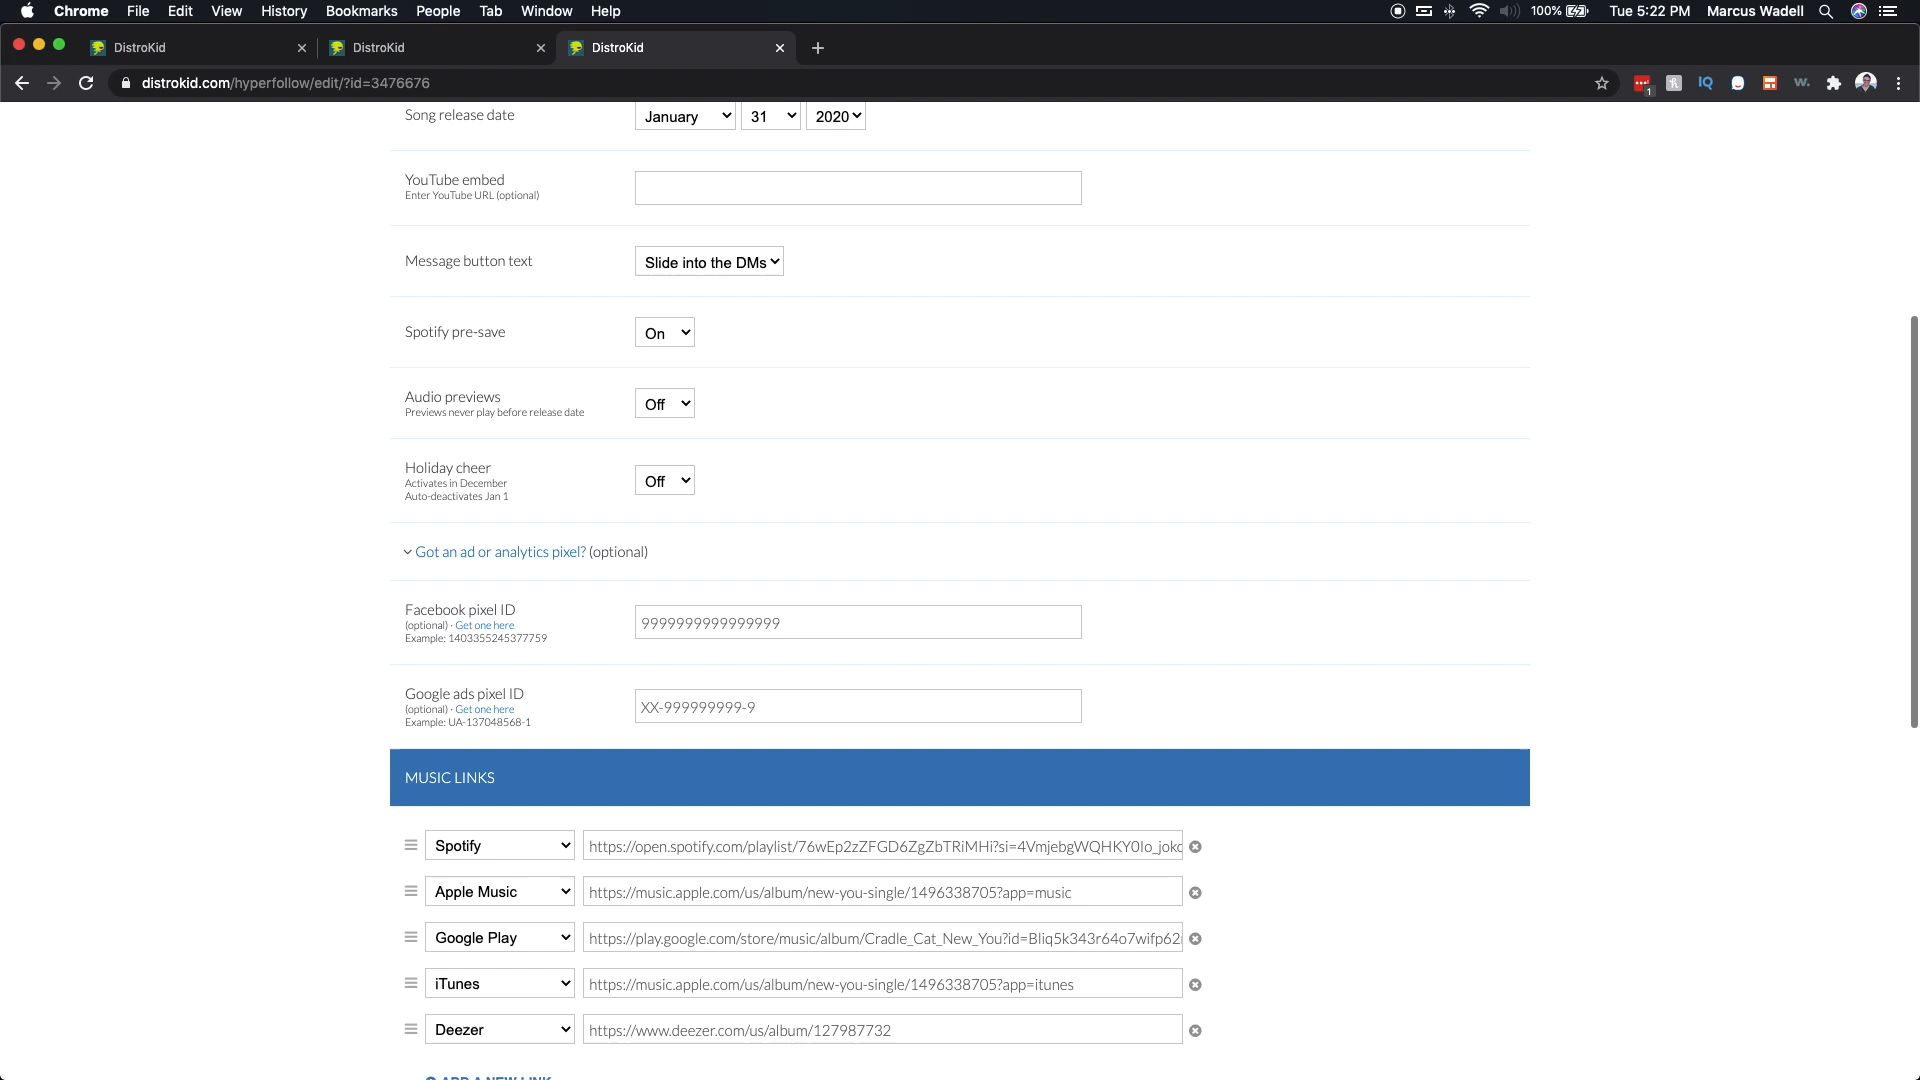 Chrome File Edit View History Bookmarks People Tab Window Help 100% Tue 5:22 PM Marcus Wadell
DistroKid DistroKid DistroKid
distrokid.com/hyperfollow/edit/?id=3476676 1 IQ w.
Song release date January 31 2020
YouTube embed
Enter YouTube URL (optional)
Message button text Slide into the DMs
Spotify pre-save On
Audio previews
Previews never play before release date
Off
Holiday cheer
Activates in December
Auto-deactivates Jan 1
Off
Got an ad or analytics pixel? (optional)
Facebook pixel ID
(optional) · Get one here
Example: 1403355245377759
9999999999999999
Google ads pixel ID
(optional) · Get one here
Example: UA-137048568-1
XX-999999999-9
MUSIC LINKS
Spotify https://open.spotify.com/playlist/76wEp2zZFGD6ZgZbTRiMHi?si=4VmjebgWQHKY0Io_jokc
Apple Music https://music.apple.com/us/album/new-you-single/1496338705?app=music
Google Play https://play.google.com/store/music/album/Cradle_Cat_New_You?id=Bliq5k343r64o7wifp62
iTunes https://music.apple.com/us/album/new-you-single/1496338705?app=itunes
Deezer https://www.deezer.com/us/album/127987732
ADD A NEW LINK